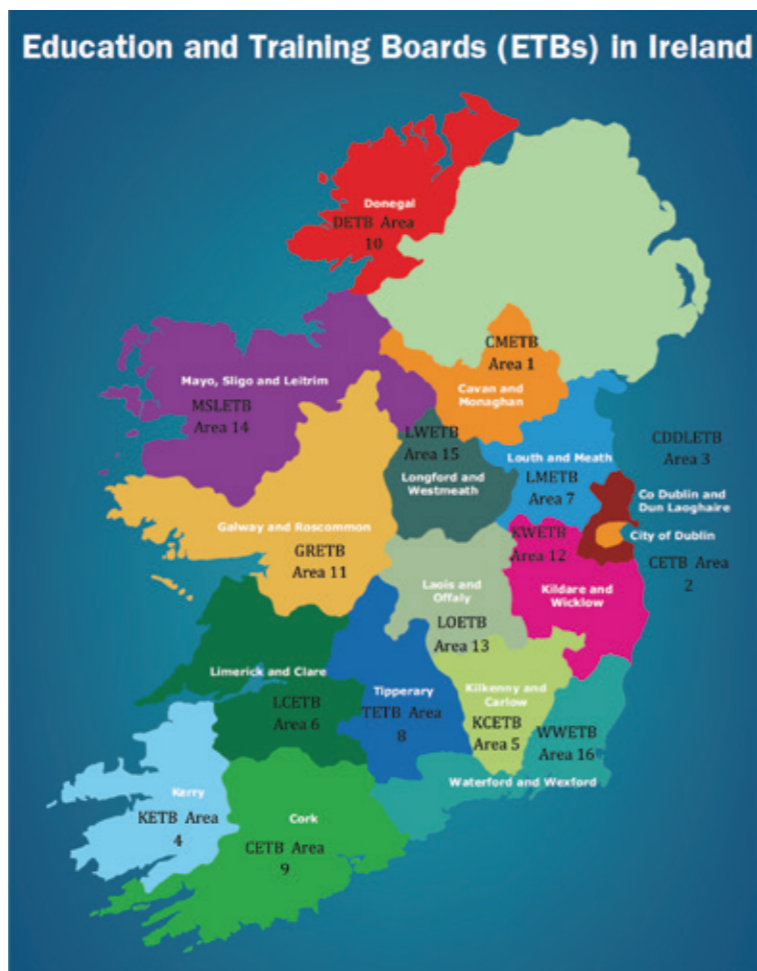 Education and Training Boards (ETBs) in Ireland
Donegal
DETB Area
10
CMETB
Area 1
Cavan and
Monaghan
Mayo, Sligo and Leitrim
MSLETB
Area 14
LWETB
Area 15
Longford and
Westmeath
Louth and Meath
LMETB
Area 7
CDDLETB
Area 3
Co Dublin and
Dun Laoghaire
City of Dublin
CETB Area
2
Galway and Roscommon
GRETB
Area 11
KWETB
Area 12
Kildare and
Wicklow
Laois and
Offaly
LOETB
Area 13
Limerick and Clare
LCETB
Area 6
Tipperary
TETB Area
8
Kilkenny and
Carlow
KCETB
Area 5
WWETB
Area 16
Waterford and Wexford
Kerry
KETB Area
4
Cork
CETB Area
9